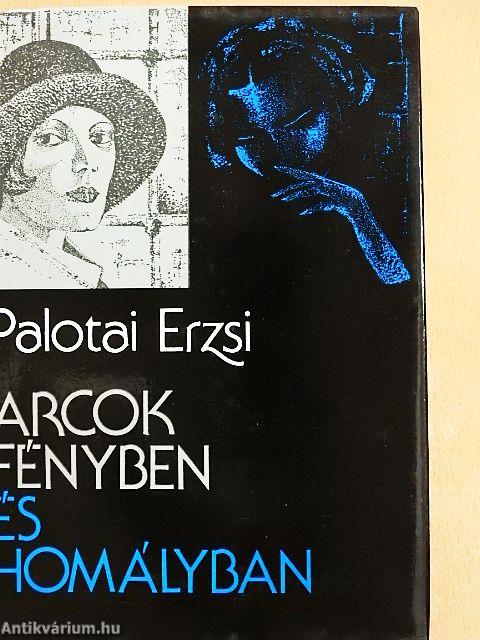 Palotai Erzsi
ARCOK
FÉNYBEN
ÉS
HOMÁLYBAN
Antikvárium.hu